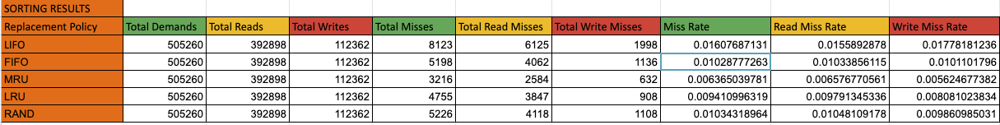 SORTING RESULTS
Replacement Policy Total Demands Total Reads Total Writes Total Misses Total Read Misses Total Write Misses Miss Rate Read Miss Rate Write Miss Rate
LIFO 505260 392898 112362 8123 6125 1998 0.01607687131 0.0155892878 0.01778181236
FIFO 505260 392898 112362 5198 4062 1136 0.01028777263 0.01033856115 0.0101101796
MRU 505260 392898 112362 3216 2584 632 0.006365039781 0.006576770561 0.005624677382
LRU 505260 392898 112362 4755 3847 908 0.009410996319 0.009791345336 0.008081023834
RAND 505260 392898 112362 5226 4118 1108 0.01034318964 0.01048109178 0.009860985031